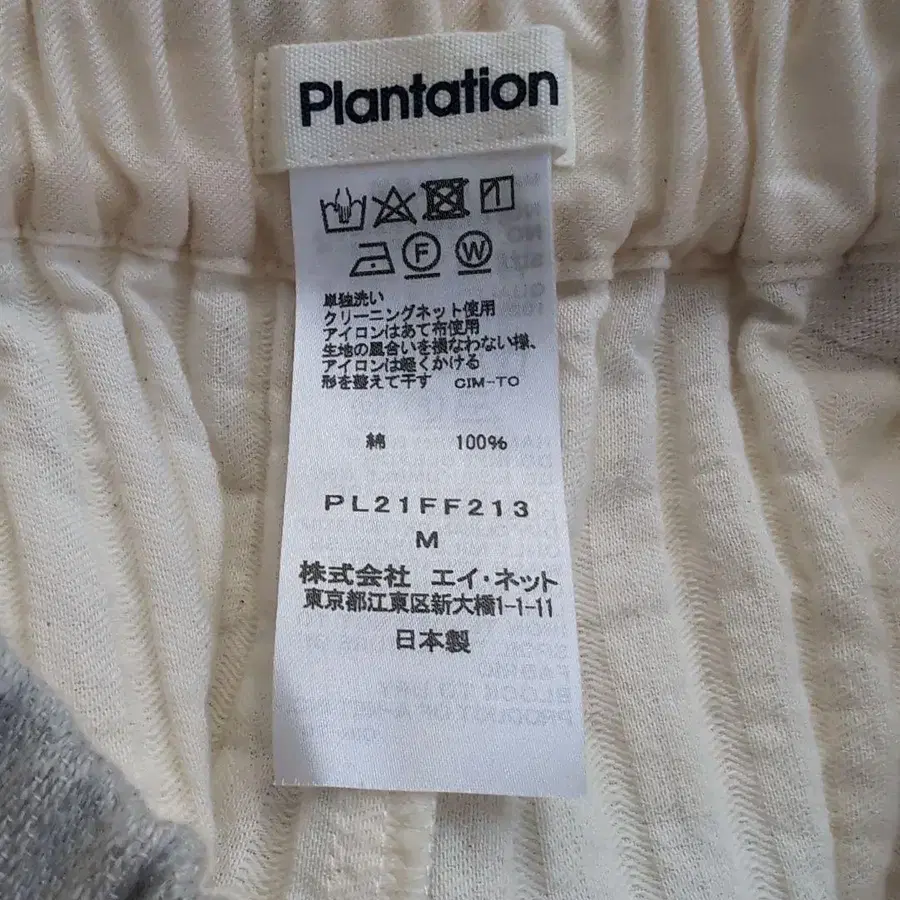 Plantation
F W
単独洗い
クリーニングネット使用
アイロンはあて布使用
生地の風合いを損なわない様、
アイロンは軽くかける
形を整えて干す CIM-TO
綿 100%
PL21FF213
M
株式会社 エイ・ネット
東京都江東区新大橋1-1-11
日本製